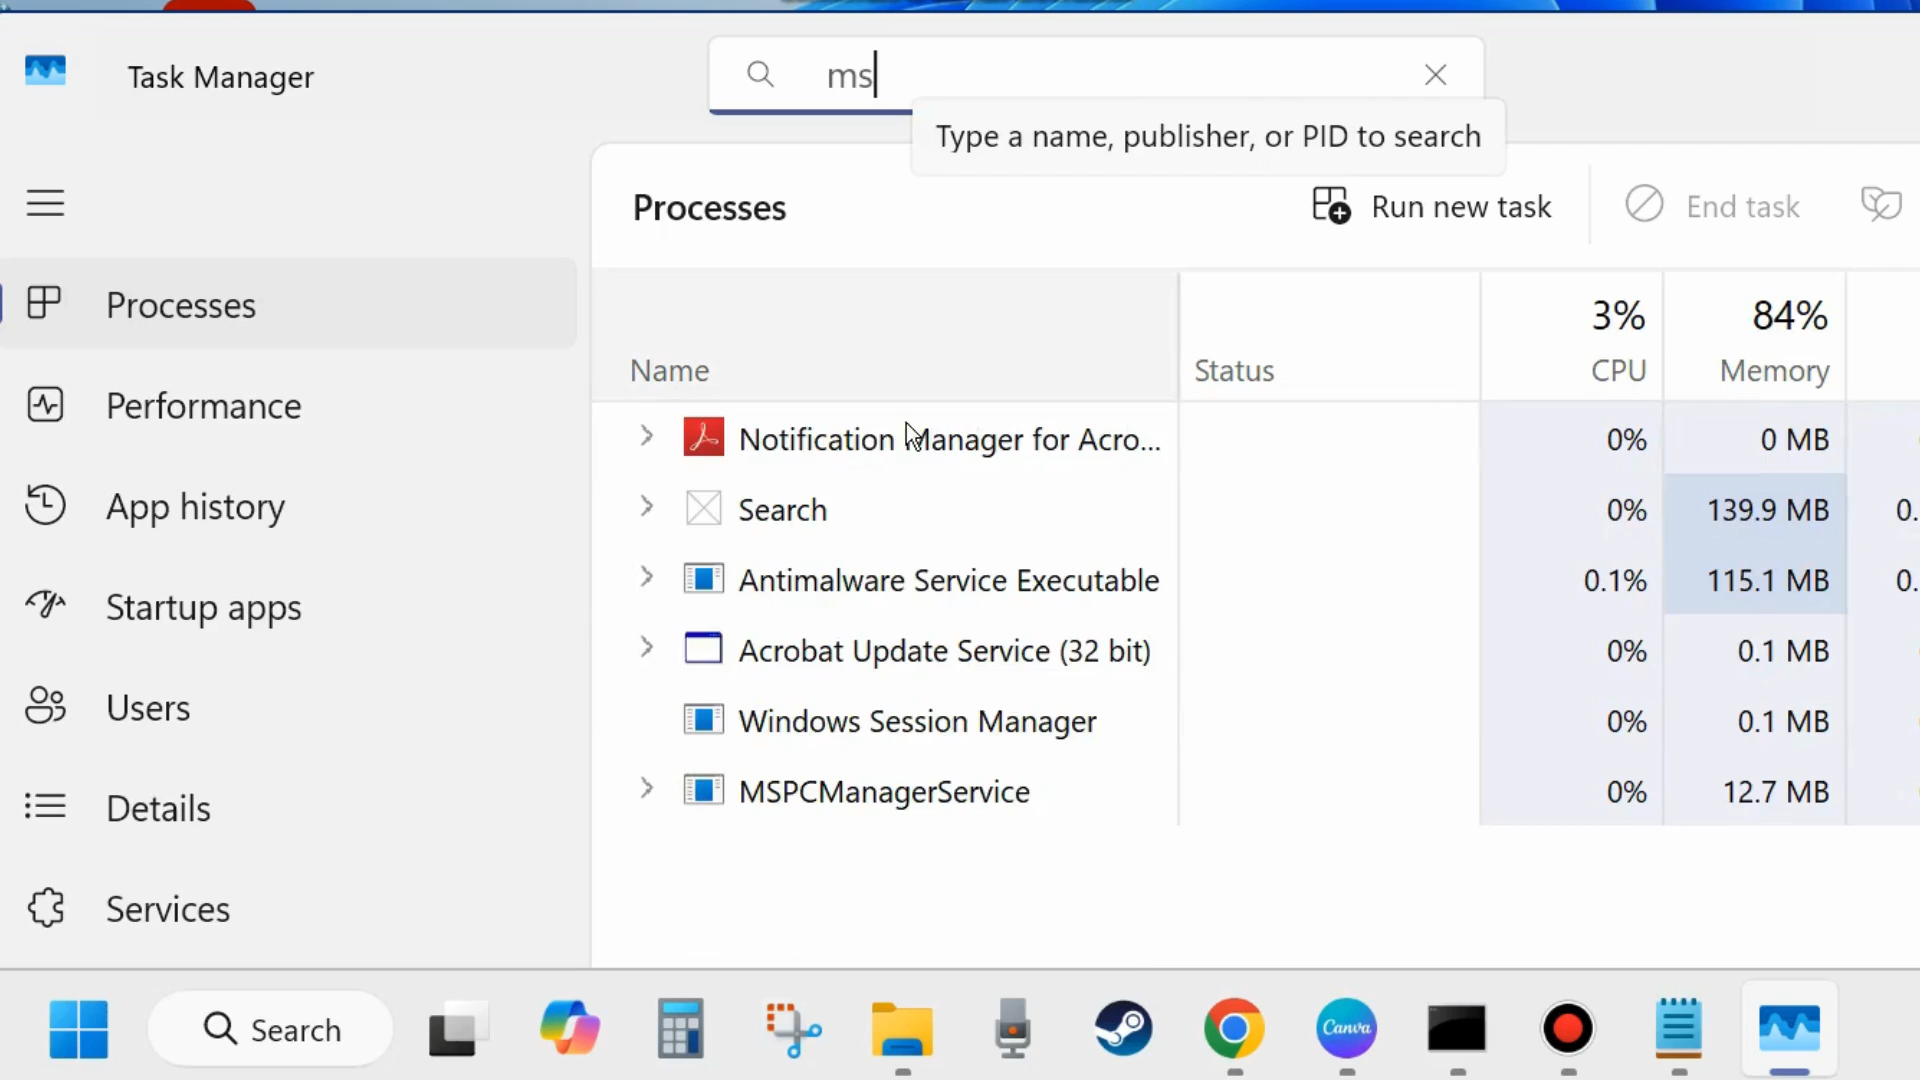 Task Manager
ms
Type a name, publisher, or PID to search
Processes
Run new task
End task
Processes
Performance
App history
Startup apps
Users
Details
Services
3%
84%
Name
Status
CPU
Memory
Notification Manager for Acro...
0%
0 MB
Search
0%
139.9 MB
0.
Antimalware Service Executable
0.1%
115.1 MB
0.
Acrobat Update Service (32 bit)
0%
0.1 MB
Windows Session Manager
0%
0.1 MB
MSPCManagerService
0%
12.7 MB
Search
Canva